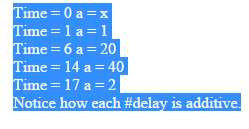 Time = 0 a = x
Time = 1 a = 1
Time = 6 a = 20
Time = 14 a = 40
Time = 17 a = 2
Notice how each #delay is additive.